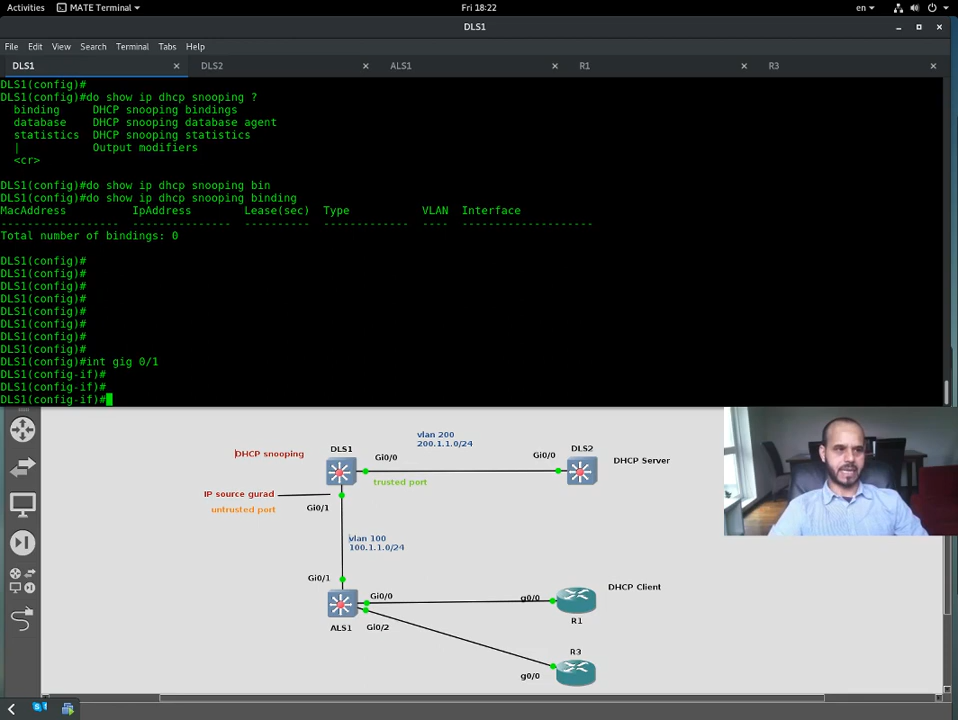 Activities MATE Terminal Fri 18:22 en
DLS1
File Edit View Search Terminal Tabs Help
DLS1 × DLS2 × ALS1 × R1 × R3 ×
DLS1(config)#
DLS1(config)#do show ip dhcp snooping ?
binding DHCP snooping bindings
database DHCP snooping database agent
statistics DHCP snooping statistics
| Output modifiers
<cr>
DLS1(config)#do show ip dhcp snooping bin
DLS1(config)#do show ip dhcp snooping binding
MacAddress IpAddress Lease(sec) Type VLAN Interface
------------------ --------------- ---------- ------------- ---- --------------------
Total number of bindings: 0
DLS1(config)#
DLS1(config)#
DLS1(config)#
DLS1(config)#
DLS1(config)#
DLS1(config)#
DLS1(config)#
DLS1(config)#
DLS1(config)#int gig 0/1
DLS1(config-if)#
DLS1(config-if)#
DLS1(config-if)#
vlan 200
200.1.1.0/24
DHCP snooping
DLS1
Gi0/0
Gi0/0
DLS2
DHCP Server
trusted port
IP source gurad
untrusted port
Gi0/1
vlan 100
100.1.1.0/24
Gi0/1
Gi0/0
g0/0
DHCP Client
ALS1
Gi0/2
R1
R3
g0/0